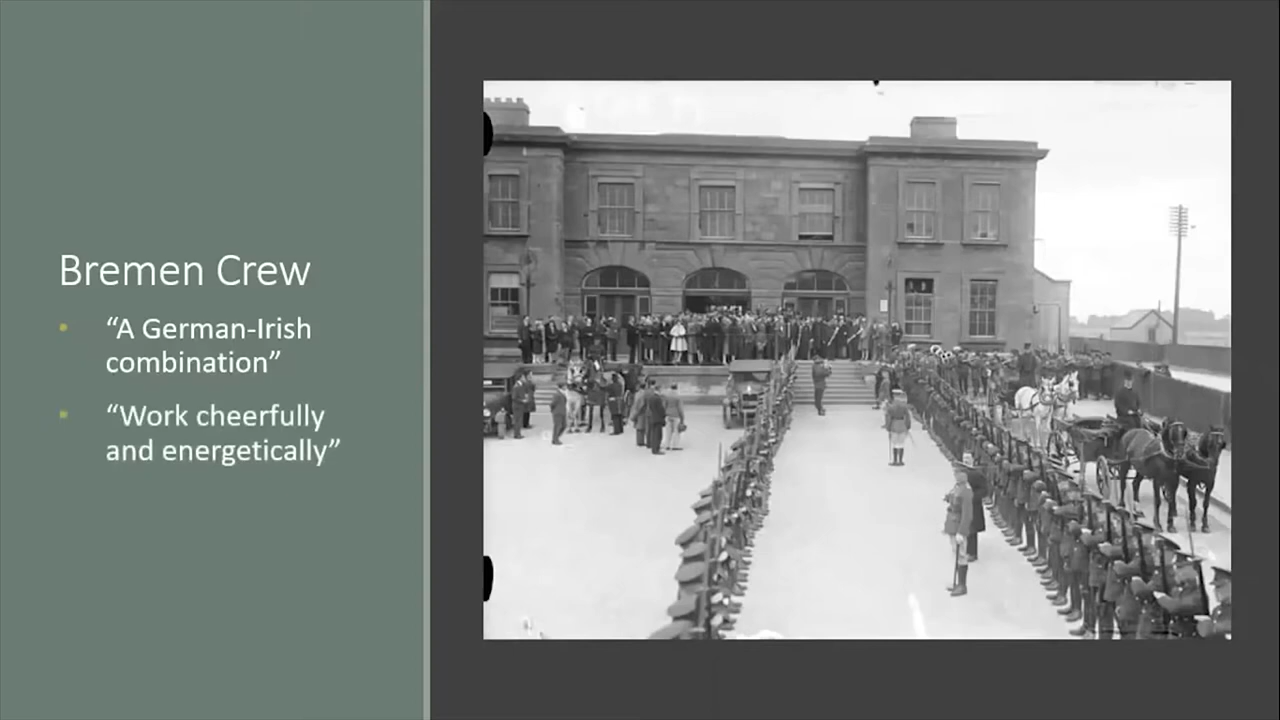 Bremen Crew
“A German-Irish
combination”
“Work cheerfully
and energetically”